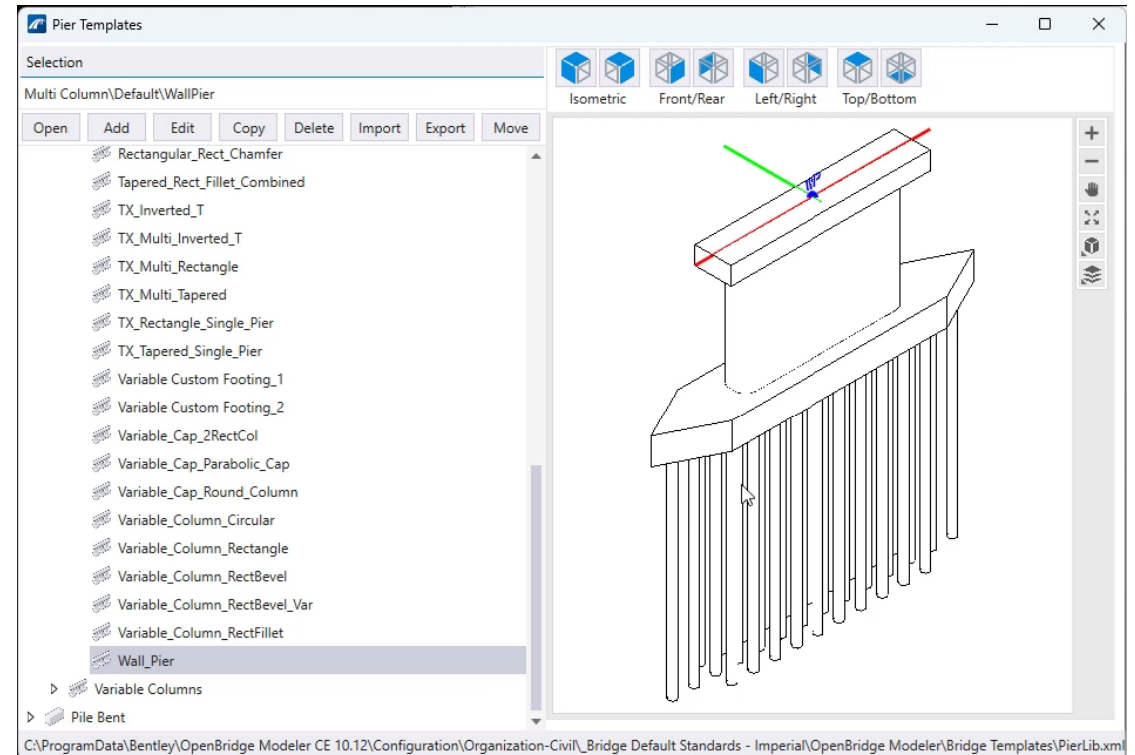 Pier Templates
Selection
Multi Column\Default\WallPier
Open Add Edit Copy Delete Import Export Move
Rectangular_Rect_Chamfer
Tapered_Rect_Fillet_Combined
TX_Inverted_T
TX_Multi_Inverted_T
TX_Multi_Rectangle
TX_Multi_Tapered
TX_Rectangle_Single_Pier
TX_Tapered_Single_Pier
Variable Custom Footing_1
Variable Custom Footing_2
Variable_Cap_2RectCol
Variable_Cap_Parabolic_Cap
Variable_Cap_Round_Column
Variable_Column_Circular
Variable_Column_Rectangle
Variable_Column_RectBevel
Variable_Column_RectBevel_Var
Variable_Column_RectFillet
Wall_Pier
Variable Columns
Pile Bent
Isometric Front/Rear Left/Right Top/Bottom
C:\ProgramData\Bentley\OpenBridge Modeler CE 10.12\Configuration\Organization-Civil\_Bridge Default Standards - Imperial\OpenBridge Modeler\Bridge Templates\PierLib.xml